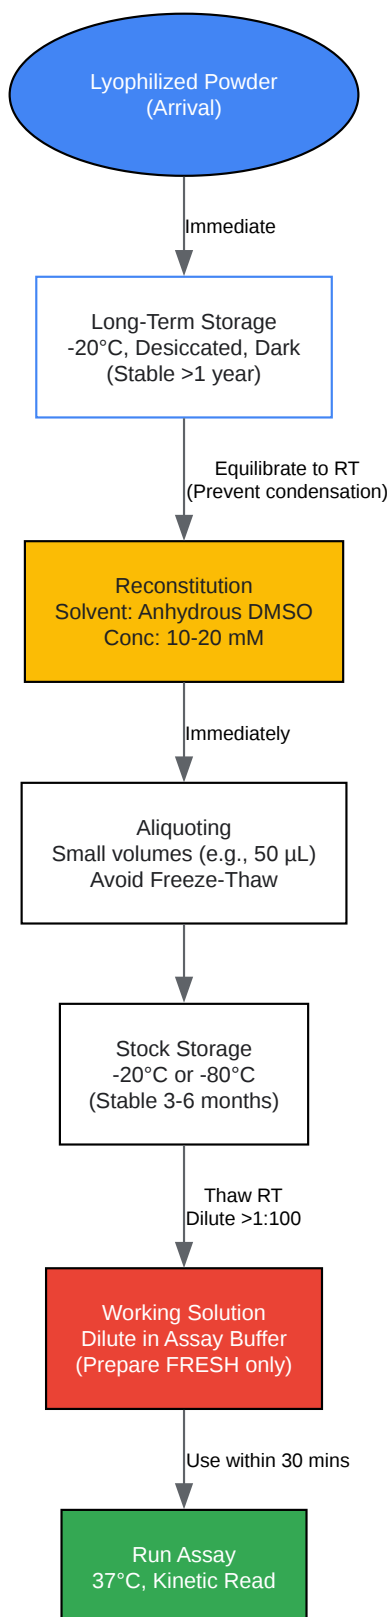 Lyophilized Powder
(Arrival)
Immediate
Long-Term Storage
-20°C, Desiccated, Dark
(Stable >1 year)
Equilibrate to RT
(Prevent condensation)
Reconstitution
Solvent: Anhydrous DMSO
Conc: 10-20 mM
Immediately
Aliquoting
Small volumes (e.g., 50 µL)
Avoid Freeze-Thaw
Stock Storage
-20°C or -80°C
(Stable 3-6 months)
Thaw RT
Dilute >1:100
Working Solution
Dilute in Assay Buffer
(Prepare FRESH only)
Use within 30 mins
Run Assay
37°C, Kinetic Read